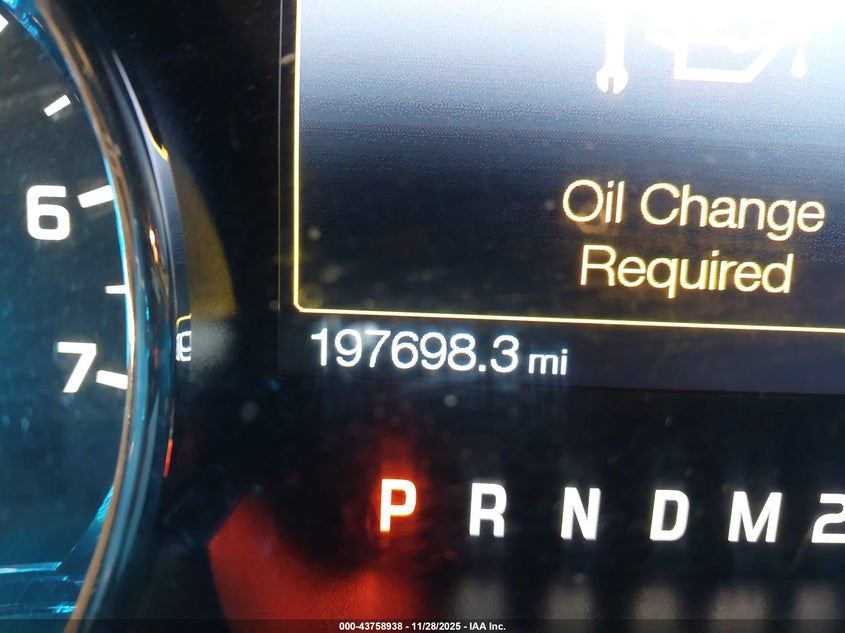 6
7
Oil Change
Required
197698.3 mi
P R N D M 2
000-43758938 - 11/28/2025 - IAA Inc.